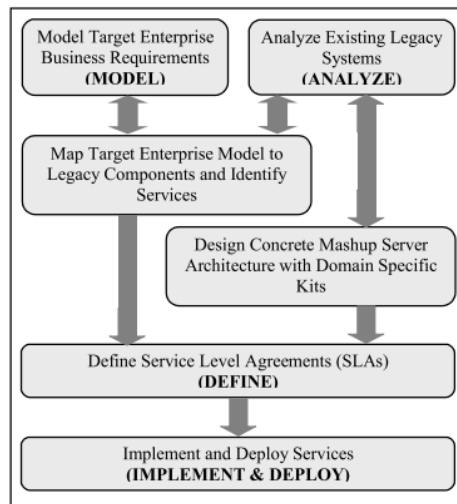 Model Target Enterprise
Business Requirements
(MODEL)
Analyze Existing Legacy
Systems
(ANALYZE)
Map Target Enterprise Model to
Legacy Components and Identify
Services
Design Concrete Mashup Server
Architecture with Domain Specific
Kits
Define Service Level Agreements (SLAs)
(DEFINE)
Implement and Deploy Services
(IMPLEMENT & DEPLOY)